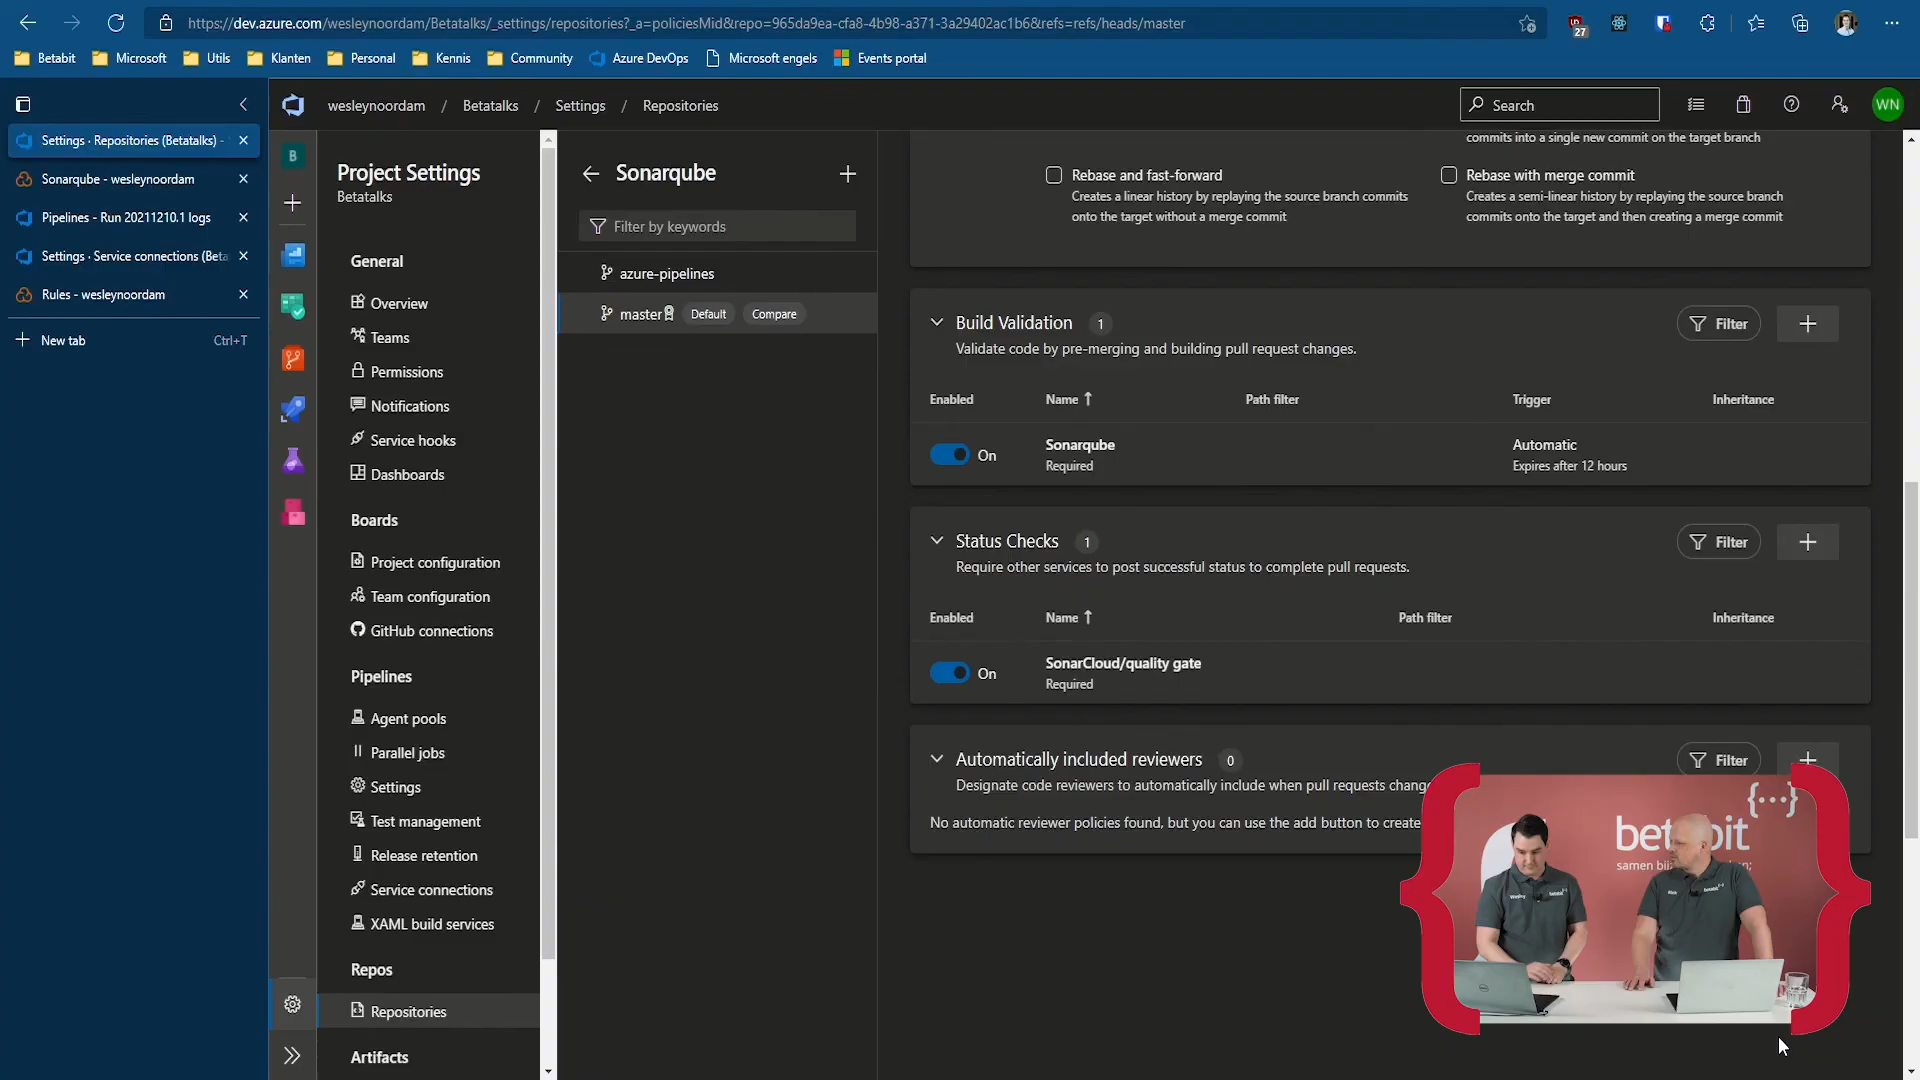 https://dev.azure.com/wesleynoordam/Betatalks/_settings/repositories?_a=policiesMid&repo=965da9ea-cfa8-4b98-a371-3a29402ac1b6&refs=refs/heads/master
27
Betabit
Microsoft
Utils
Klanten
Personal
Kennis
Community
Azure DevOps
Microsoft engels
Events portal
Settings · Repositories (Betatalks) -
Sonarqube - wesleynoordam
Pipelines - Run 20211210.1 logs
Settings · Service connections (Beta
Rules - wesleynoordam
New tab
Ctrl+T
wesleynoordam / Betatalks / Settings / Repositories
Search
WN
B
Project Settings
Betatalks
General
Overview
Teams
Permissions
Notifications
Service hooks
Dashboards
Boards
Project configuration
Team configuration
GitHub connections
Pipelines
Agent pools
Parallel jobs
Settings
Test management
Release retention
Service connections
XAML build services
Repos
Repositories
Artifacts
Sonarqube
Filter by keywords
azure-pipelines
master
Default
Compare
commits into a single new commit on the target branch
Rebase and fast-forward
Creates a linear history by replaying the source branch commits
onto the target without a merge commit
Rebase with merge commit
Creates a semi-linear history by replaying the source branch
commits onto the target and then creating a merge commit
Build Validation 1
Filter
Validate code by pre-merging and building pull request changes.
Enabled Name Path filter Trigger Inheritance
On
Sonarqube
Required
Automatic
Expires after 12 hours
Status Checks 1
Filter
Require other services to post successful status to complete pull requests.
Enabled Name Path filter Inheritance
On
SonarCloud/quality gate
Required
Automatically included reviewers 0
Filter
Designate code reviewers to automatically include when pull requests chang
No automatic reviewer policies found, but you can use the add button to create
{...}
bet bit
samen bij